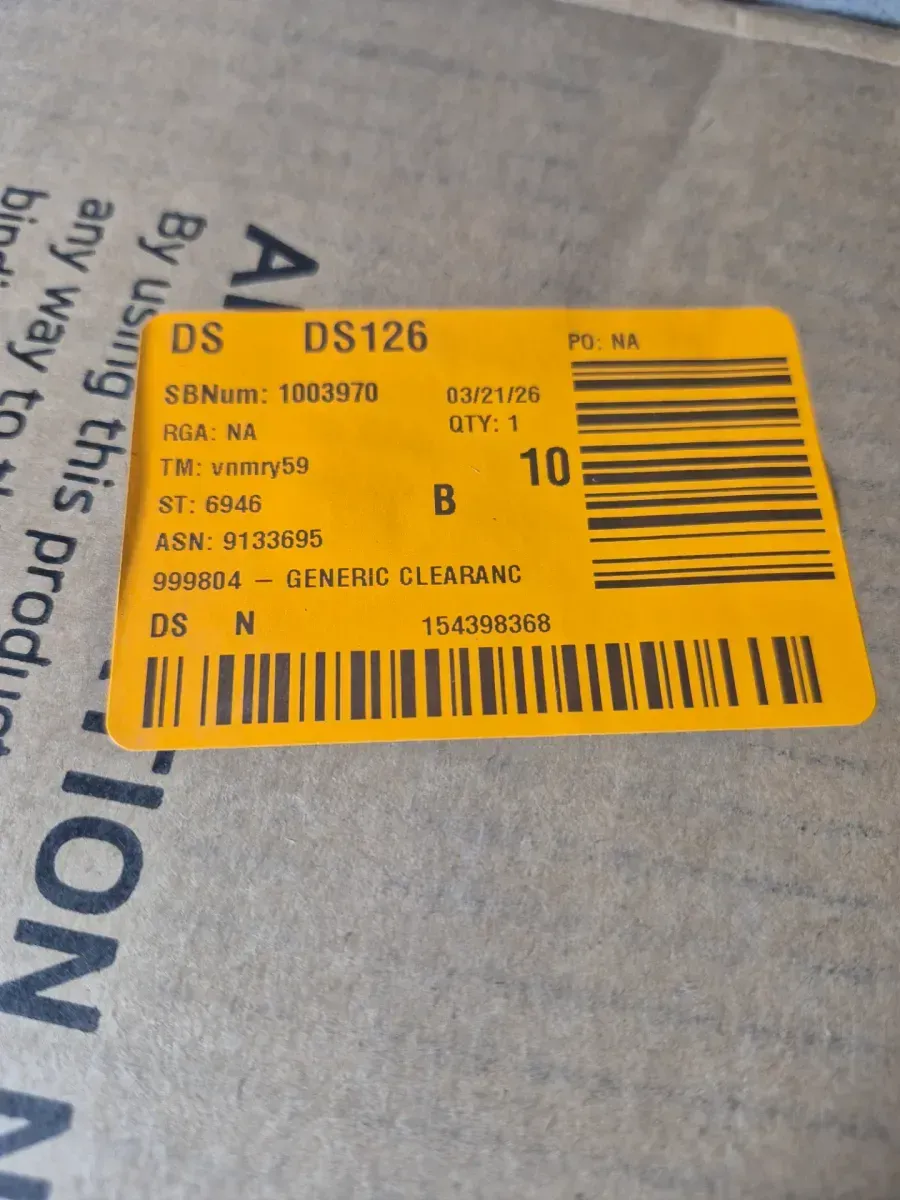 DS DS126 PO: NA
SBNum: 1003970 03/21/26
RGA: NA QTY: 1
TM: vnmry59 10
ST: 6946 B
ASN: 9133695
999804 – GENERIC CLEARANC
DS N 154398368
By using this product
any way to